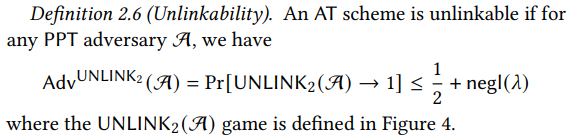 Definition 2.6 (Unlinkability). An AT scheme is unlinkable if for
any PPT adversary 𝒜, we have
Adv^UNLINK₂(𝒜) = Pr[UNLINK₂(𝒜) → 1] ≤ 1/2 + negl(λ)
where the UNLINK₂(𝒜) game is defined in Figure 4.